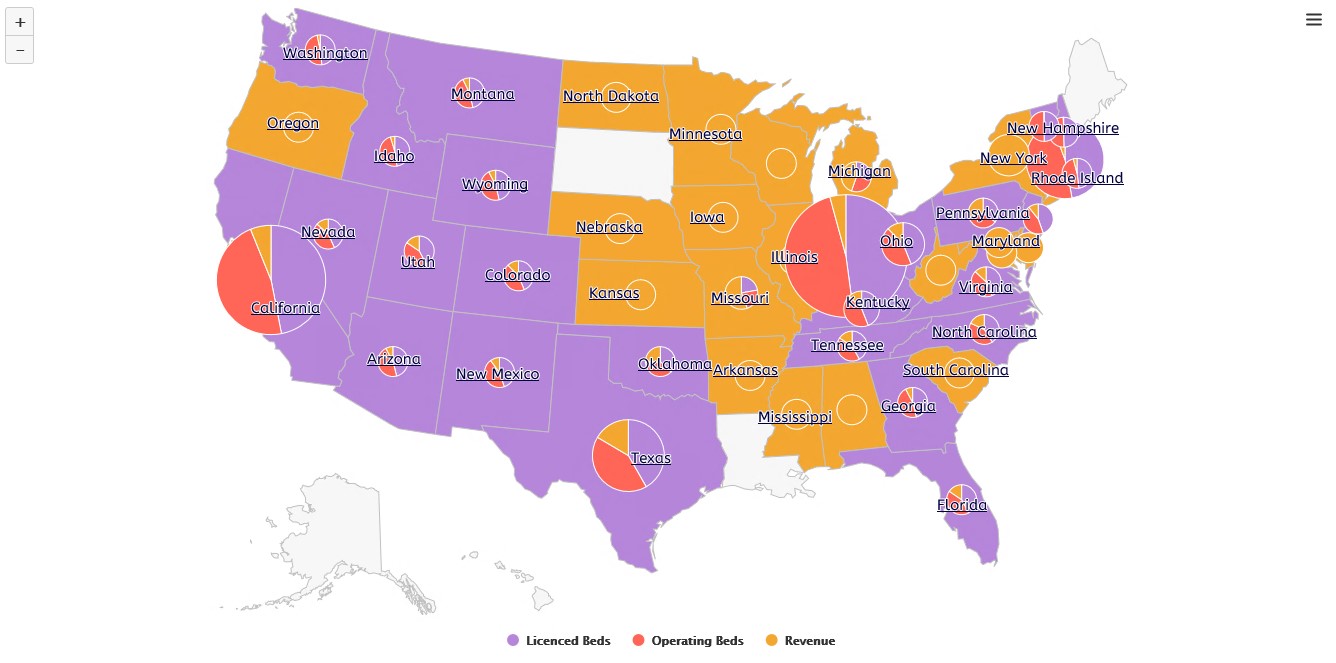 +
−
Washington
Montana
North Dakota
Oregon
Minnesota
New Hampshire
Idaho
New York
Michigan
Rhode Island
Wyoming
Pennsylvania
Iowa
Nebraska
Nevada
Ohio
Maryland
Illinois
Utah
Colorado
Virginia
Kansas
Missouri
Kentucky
California
North Carolina
Tennessee
Arizona
Oklahoma
Arkansas
South Carolina
New Mexico
Georgia
Mississippi
Texas
Florida
Licenced Beds Operating Beds Revenue